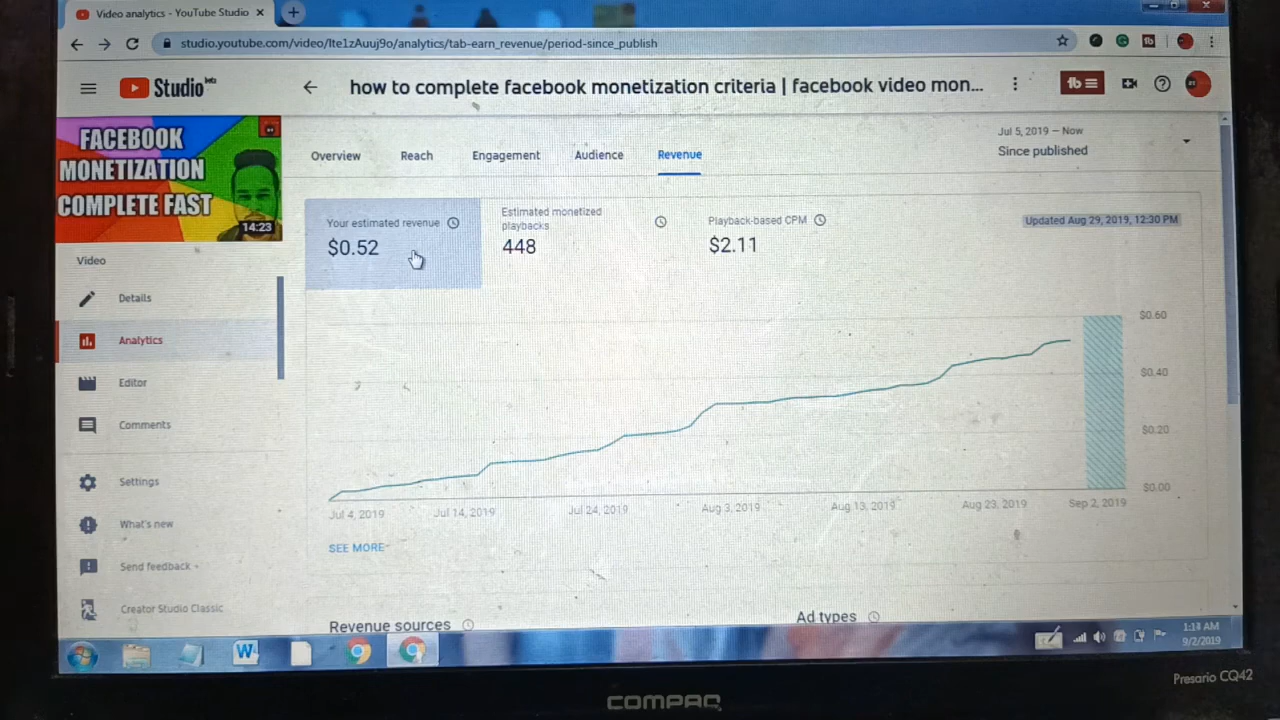 Video analytics - YouTube Studio
studio.youtube.com/video/Ite1zAuuj9o/analytics/tab-earn_revenue/period-since_publish
Studio
how to complete facebook monetization criteria | facebook video mon...
FACEBOOK
MONETIZATION
COMPLETE FAST
14:23
Overview
Reach
Engagement
Audience
Revenue
Jul 5, 2019 – Now
Since published
Your estimated revenue
$0.52
Estimated monetized
playbacks
448
Playback-based CPM
$2.11
Updated Aug 29, 2019, 12:30 PM
Video
Details
Analytics
Editor
Comments
Settings
What's new
Send feedback
Creator Studio Classic
$0.60
$0.40
$0.20
$0.00
Jul 4, 2019
Jul 14, 2019
Jul 24, 2019
Aug 3, 2019
Aug 13, 2019
Aug 23, 2019
Sep 2, 2019
SEE MORE
Revenue sources
Ad types
9/2/2019
Presario CQ42
COMPAQ